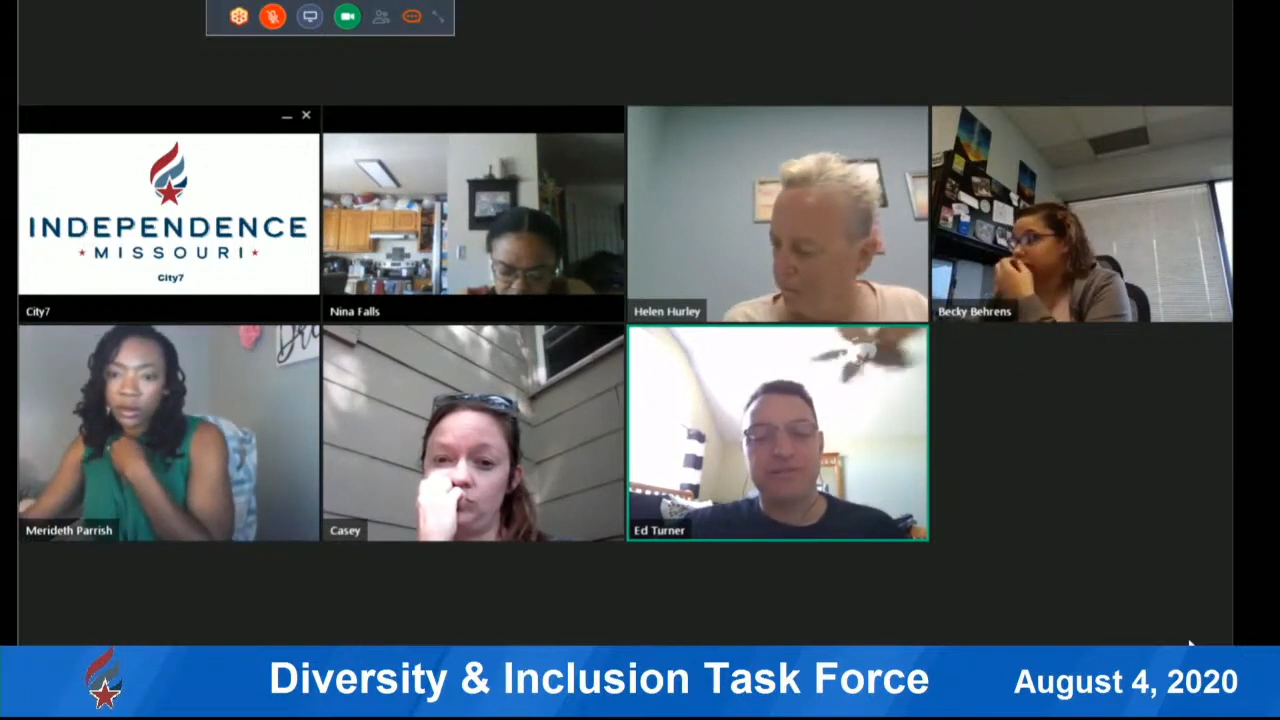 INDEPENDENCE
MISSOURI
City7
City7
Nina Falls
Helen Hurley
Becky Behrens
Merideth Parrish
Casey
Ed Turner
Diversity & Inclusion Task Force
August 4, 2020